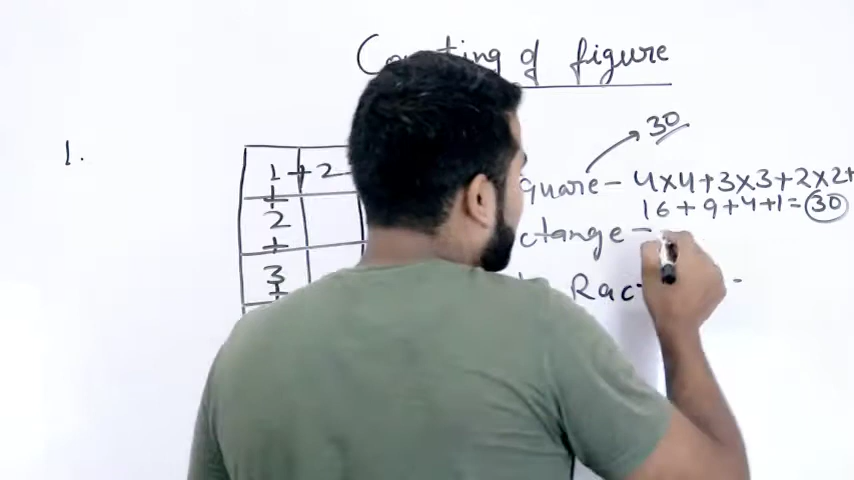 Counting of figure
30
1.
quare - 4x4+3x3+2x2+
1 + 2
16 + 9 + 4 + 1 = 30
+
2
ctange -
+
3
+
Rac